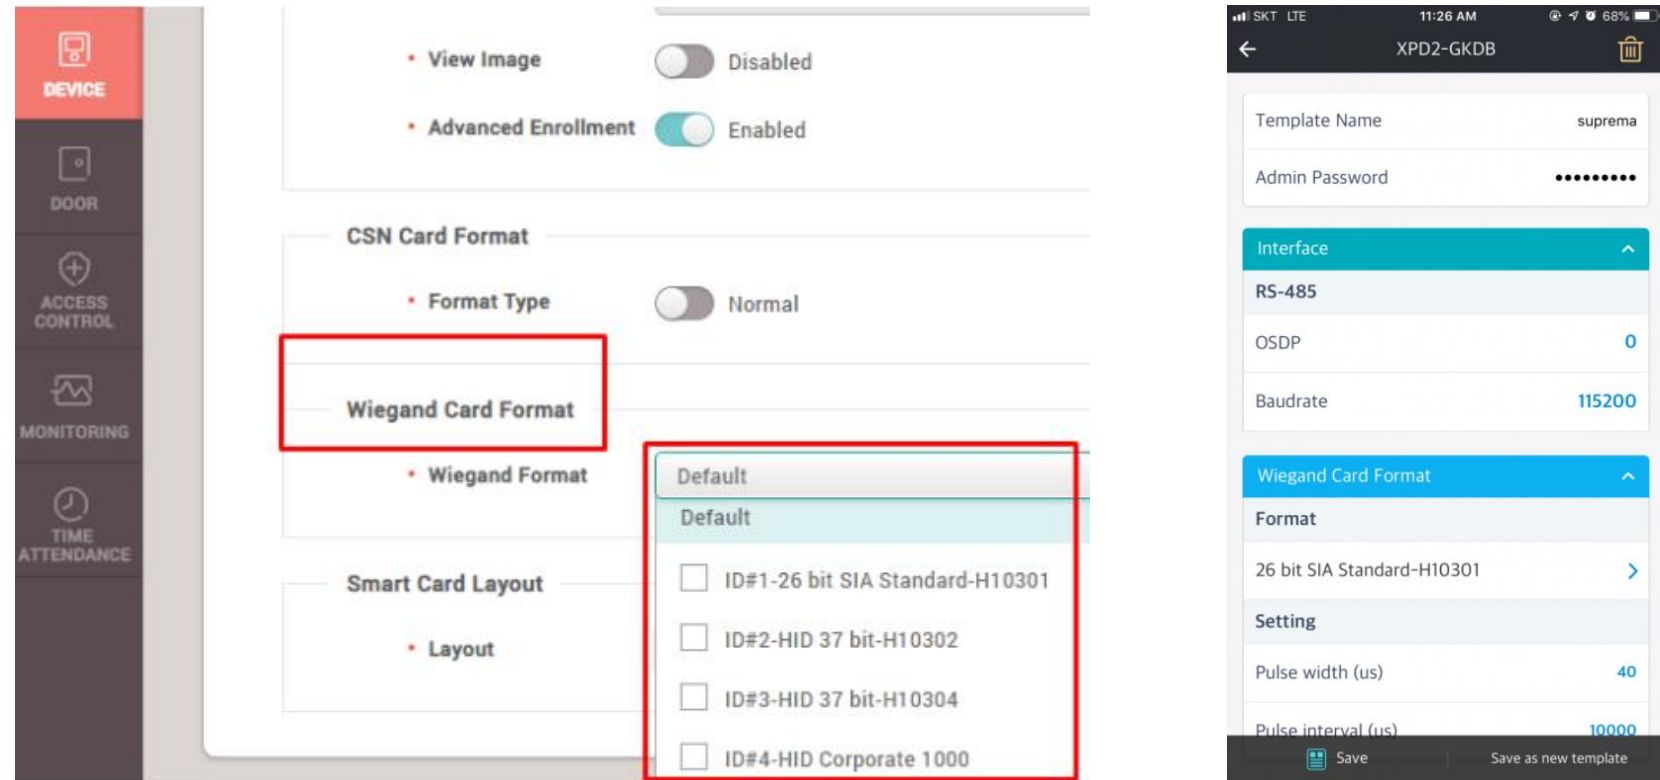 DEVICE
DOOR
ACCESS
CONTROL
MONITORING
TIME
ATTENDANCE
View Image Disabled
Advanced Enrollment Enabled
CSN Card Format
Format Type Normal
Wiegand Card Format
Wiegand Format Default
Default
ID#1-26 bit SIA Standard-H10301
ID#2-HID 37 bit-H10302
ID#3-HID 37 bit-H10304
ID#4-HID Corporate 1000
Smart Card Layout
Layout
SKT LTE 11:26 AM 68%
XPD2-GKDB
Template Name suprema
Admin Password •••••••••
Interface
RS-485
OSDP 0
Baudrate 115200
Wiegand Card Format
Format
26 bit SIA Standard-H10301
Setting
Pulse width (us) 40
Pulse interval (us) 10000
Save Save as new template